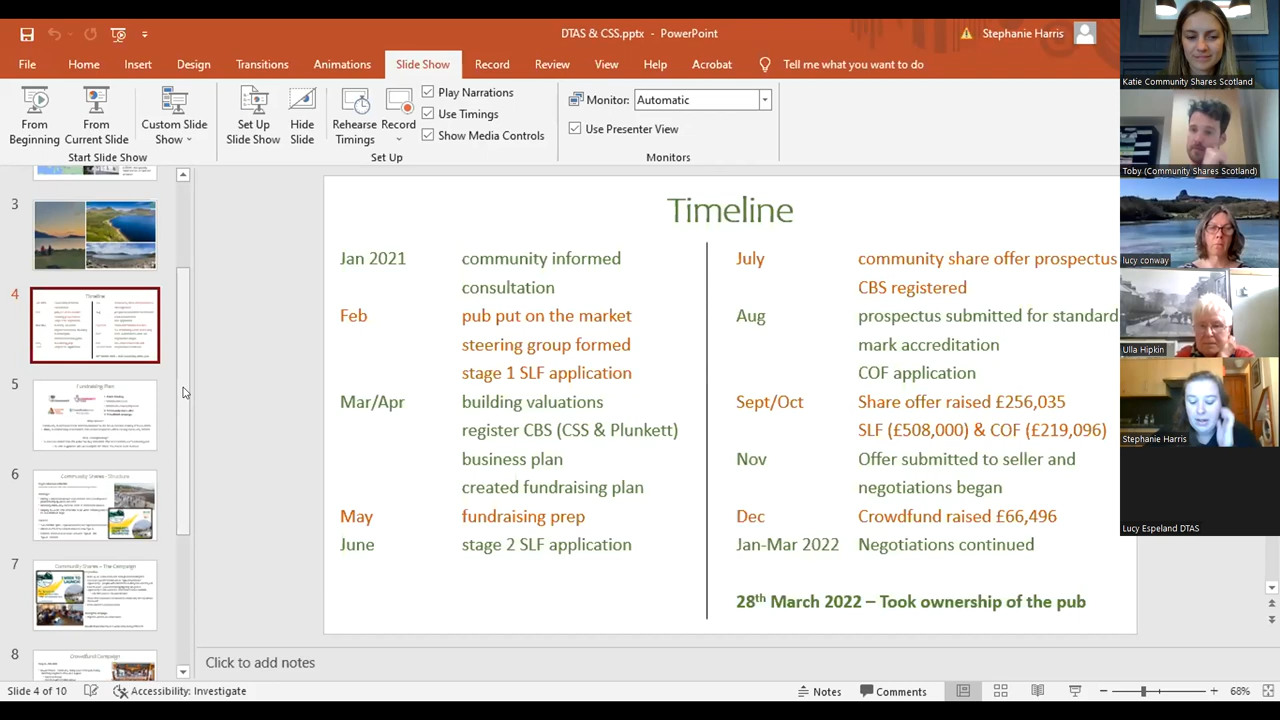 DTAS & CSS.pptx - PowerPoint
Stephanie Harris
File Home Insert Design Transitions Animations Slide Show Record Review View Help Acrobat Tell me what you want to do
From Beginning
From Current Slide
Custom Slide Show
Start Slide Show
Set Up Slide Show
Hide Slide
Rehearse Timings
Record
Play Narrations
Use Timings
Show Media Controls
Set Up
Monitor: Automatic
Use Presenter View
Monitors
Katie Community Shares Scotland
Toby (Community Shares Scotland)
lucy conway
Ulla Hipkin
Stephanie Harris
Lucy Espeland DTAS
3
4
Timeline
5
Fundraising Plan
6
7
8
Timeline
Jan 2021 community informed
consultation
Feb pub put on the market
steering group formed
stage 1 SLF application
Mar/Apr building valuations
register CBS (CSS & Plunkett)
business plan
fundraising plan
fundraising prep
June stage 2 SLF application
July community share offer prospectus
CBS registered
Aug prospectus submitted for standard
mark accreditation
COF application
Sept/Oct Share offer raised £256,035
SLF (£508,000) & COF (£219,096)
Nov Offer submitted to seller and
negotiations began
Dec Crowdfund raised £66,496
Jan-Mar 2022 Negotiations continued
28th March 2022 – Took ownership of the pub
Click to add notes
Slide 4 of 10 Accessibility: Investigate Notes Comments 68%